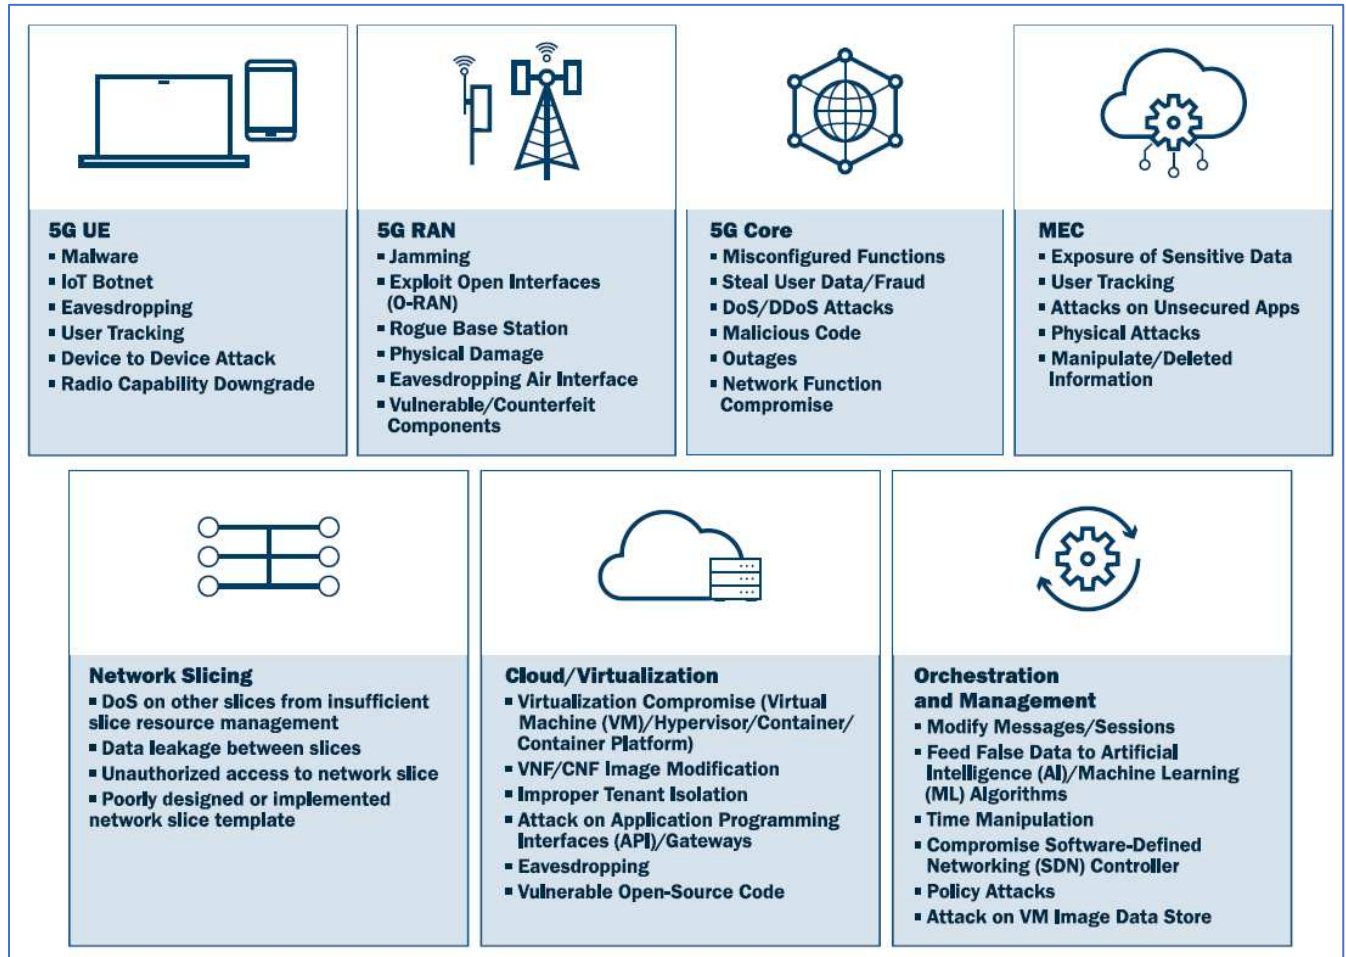 5G UE
▪ Malware
▪ IoT Botnet
▪ Eavesdropping
▪ User Tracking
▪ Device to Device Attack
▪ Radio Capability Downgrade
5G RAN
▪ Jamming
▪ Exploit Open Interfaces
(O-RAN)
▪ Rogue Base Station
▪ Physical Damage
▪ Eavesdropping Air Interface
▪ Vulnerable/Counterfeit
Components
5G Core
▪ Misconfigured Functions
▪ Steal User Data/Fraud
▪ DoS/DDoS Attacks
▪ Malicious Code
▪ Outages
▪ Network Function
Compromise
MEC
▪ Exposure of Sensitive Data
▪ User Tracking
▪ Attacks on Unsecured Apps
▪ Physical Attacks
▪ Manipulate/Deleted
Information
Network Slicing
▪ DoS on other slices from insufficient
slice resource management
▪ Data leakage between slices
▪ Unauthorized access to network slice
▪ Poorly designed or implemented
network slice template
Cloud/Virtualization
▪ Virtualization Compromise (Virtual
Machine (VM)/Hypervisor/Container/
Container Platform)
▪ VNF/CNF Image Modification
▪ Improper Tenant Isolation
▪ Attack on Application Programming
Interfaces (API)/Gateways
▪ Eavesdropping
▪ Vulnerable Open-Source Code
Orchestration
and Management
▪ Modify Messages/Sessions
▪ Feed False Data to Artificial
Intelligence (AI)/Machine Learning
(ML) Algorithms
▪ Time Manipulation
▪ Compromise Software-Defined
Networking (SDN) Controller
▪ Policy Attacks
▪ Attack on VM Image Data Store